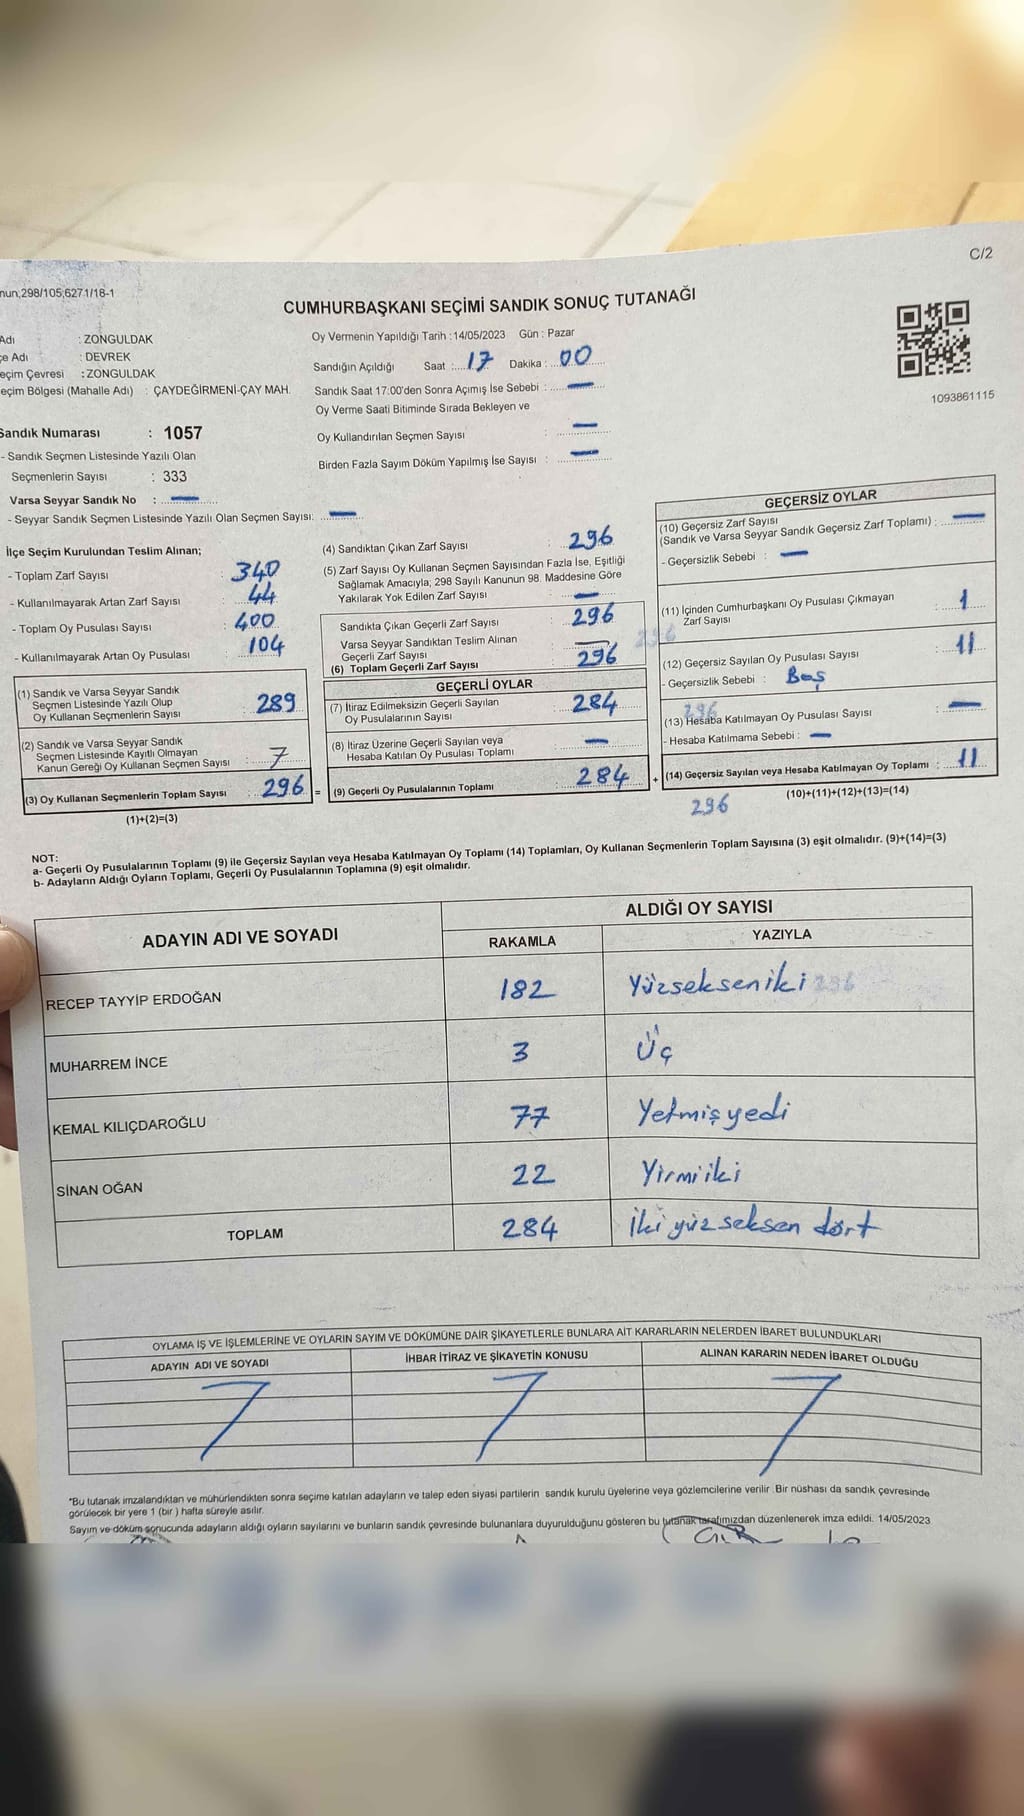 C/2
nun,298/105,6271/18-1
CUMHURBAŞKANI SEÇİMİ SANDIK SONUÇ TUTANAĞI
Adı : ZONGULDAK
çe Adı : DEVREK
eçim Çevresi : ZONGULDAK
eçim Bölgesi (Mahalle Adı) : ÇAYDEĞİRMENİ-ÇAY MAH.
Oy Vermenin Yapıldığı Tarih : 14/05/2023 Gün : Pazar
Sandığın Açıldığı Saat : 17 Dakika : 00
Sandık Saat 17:00'den Sonra Açımış İse Sebebi : —
Oy Verme Saati Bitiminde Sırada Bekleyen ve
Oy Kullandırılan Seçmen Sayısı : —
Birden Fazla Sayım Döküm Yapılmış İse Sayısı : —
1093861115
Sandık Numarası : 1057
- Sandık Seçmen Listesinde Yazılı Olan
Seçmenlerin Sayısı : 333
Varsa Seyyar Sandık No : —
- Seyyar Sandık Seçmen Listesinde Yazılı Olan Seçmen Sayısı: —
İlçe Seçim Kurulundan Teslim Alınan;
- Toplam Zarf Sayısı : 340
- Kullanılmayarak Artan Zarf Sayısı : 44
- Toplam Oy Pusulası Sayısı : 400
- Kullanılmayarak Artan Oy Pusulası : 104
(1) Sandık ve Varsa Seyyar Sandık
Seçmen Listesinde Yazılı Olup
Oy Kullanan Seçmenlerin Sayısı : 289
(2) Sandık ve Varsa Seyyar Sandık
Seçmen Listesinde Kayıtlı Olmayan
Kanun Gereği Oy Kullanan Seçmen Sayısı : 7
(3) Oy Kullanan Seçmenlerin Toplam Sayısı : 296 =
(1)+(2)=(3)
(4) Sandıktan Çıkan Zarf Sayısı : 296
(5) Zarf Sayısı Oy Kullanan Seçmen Sayısından Fazla İse, Eşitliği
Sağlamak Amacıyla; 298 Sayılı Kanunun 98. Maddesine Göre
Yakılarak Yok Edilen Zarf Sayısı : —
Sandıkta Çıkan Geçerli Zarf Sayısı : 296
Varsa Seyyar Sandıktan Teslim Alınan
Geçerli Zarf Sayısı : —
(6) Toplam Geçerli Zarf Sayısı : 296
GEÇERLİ OYLAR
(7) İtiraz Edilmeksizin Geçerli Sayılan
Oy Pusulalarının Sayısı : 284
(8) İtiraz Üzerine Geçerli Sayılan veya
Hesaba Katılan Oy Pusulası Toplamı : —
(9) Geçerli Oy Pusulalarının Toplamı : 284 +
GEÇERSİZ OYLAR
(10) Geçersiz Zarf Sayısı
(Sandık ve Varsa Seyyar Sandık Geçersiz Zarf Toplamı) : —
- Geçersizlik Sebebi : —
(11) İçinden Cumhurbaşkanı Oy Pusulası Çıkmayan
Zarf Sayısı : 1
296
(12) Geçersiz Sayılan Oy Pusulası Sayısı : 11
- Geçersizlik Sebebi : Boş
296
(13) Hesaba Katılmayan Oy Pusulası Sayısı : —
- Hesaba Katılmama Sebebi : —
(14) Geçersiz Sayılan veya Hesaba Katılmayan Oy Toplamı : 11
(10)+(11)+(12)+(13)=(14)
296
NOT:
a- Geçerli Oy Pusulalarının Toplamı (9) ile Geçersiz Sayılan veya Hesaba Katılmayan Oy Toplamı (14) Toplamları, Oy Kullanan Seçmenlerin Toplam Sayısına (3) eşit olmalıdır. (9)+(14)=(3)
b- Adayların Aldığı Oyların Toplamı, Geçerli Oy Pusulalarının Toplamına (9) eşit olmalıdır.
ADAYIN ADI VE SOYADI ALDIĞI OY SAYISI
RAKAMLA YAZIYLA
RECEP TAYYİP ERDOĞAN 182 Yüzsekseniki 296
MUHARREM İNCE 3 Üç
KEMAL KILIÇDAROĞLU 77 Yetmişyedi
SİNAN OĞAN 22 Yirmiiki
TOPLAM 284 İkiyüzseksen dört
OYLAMA İŞ VE İŞLEMLERİNE VE OYLARIN SAYIM VE DÖKÜMÜNE DAİR ŞİKAYETLERLE BUNLARA AİT KARARLARIN NELERDEN İBARET BULUNDUKLARI
ADAYIN ADI VE SOYADI İHBAR İTİRAZ VE ŞİKAYETİN KONUSU ALINAN KARARIN NEDEN İBARET OLDUĞU
*Bu tutanak imzalandıktan ve mühürlendikten sonra seçime katılan adayların ve talep eden siyasi partilerin sandık kurulu üyelerine veya gözlemcilerine verilir .Bir nüshası da sandık çevresinde
görülecek bir yere 1 (bir ) hafta süreyle asılır.
Sayım ve döküm sonucunda adayların aldığı oyların sayılarını ve bunların sandık çevresinde bulunanlara duyurulduğunu gösteren bu tutanak tarafımızdan düzenlenerek imza edildi. 14/05/2023